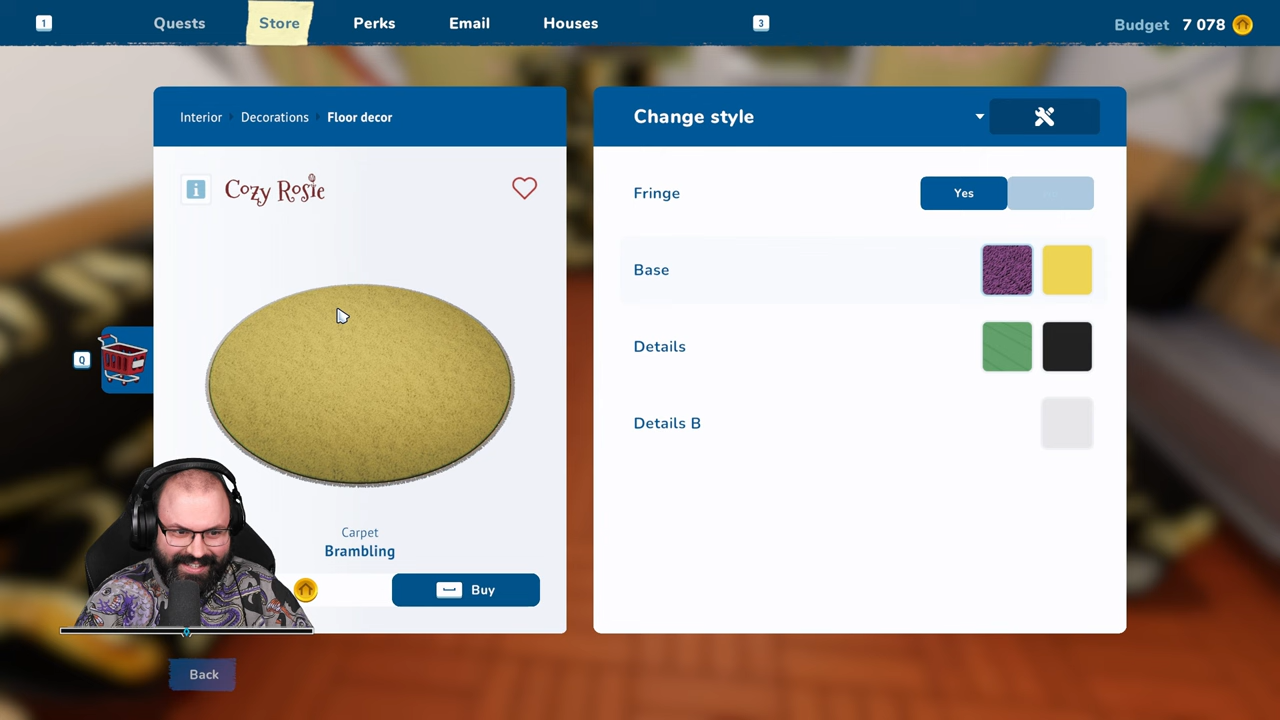 1
Quests
Store
Perks
Email
Houses
3
Budget 7 078
Interior Decorations Floor decor
Change style
i
Cozy Rosie
Fringe
Yes
Base
Q
Details
Details B
Carpet
Brambling
Buy
Back